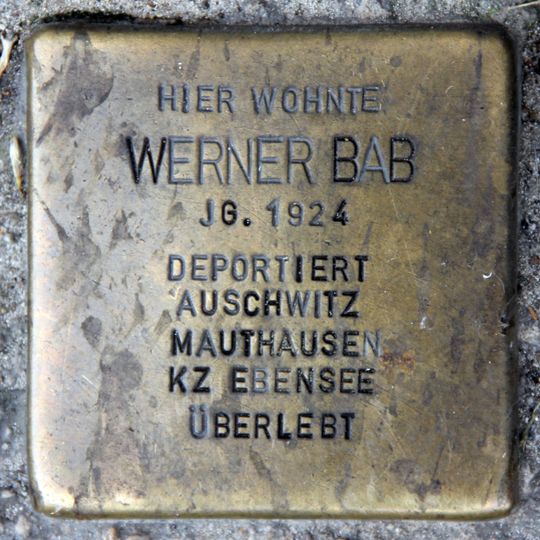 HIER WOHNTE
WERNER BAB
JG. 1924
DEPORTIERT
AUSCHWITZ
MAUTHAUSEN
KZ EBENSEE
ÜBERLEBT